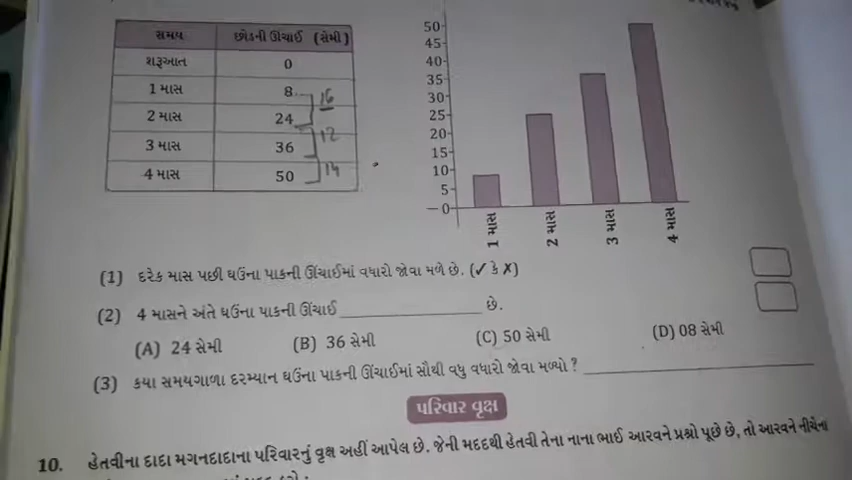 સમય છોડની ઊંચાઈ (સેમી)
શરૂઆત 0
1 માસ 8
2 માસ 24
3 માસ 36
4 માસ 50
16
12
14
50
45
40
35
30
25
20
15
10
5
0
1 માસ
2 માસ
3 માસ
4 માસ
(1) દરેક માસ પછી ઘઉંના પાકની ઊંચાઈમાં વધારો જોવા મળે છે. (✓ કે ✗)
(2) 4 માસને અંતે ઘઉંના પાકની ઊંચાઈ ____________ છે.
(A) 24 સેમી (B) 36 સેમી (C) 50 સેમી (D) 08 સેમી
(3) કયા સમયગાળા દરમ્યાન ઘઉંના પાકની ઊંચાઈમાં સૌથી વધુ વધારો જોવા મળ્યો ? ____________
પરિવાર વૃક્ષ
10. હેતવીના દાદા મગનદાદાના પરિવારનું વૃક્ષ અહીં આપેલ છે. જેની મદદથી હેતવી તેના નાના ભાઈ આરવને પ્રશ્નો પૂછે છે, તો આરવને નીચેના